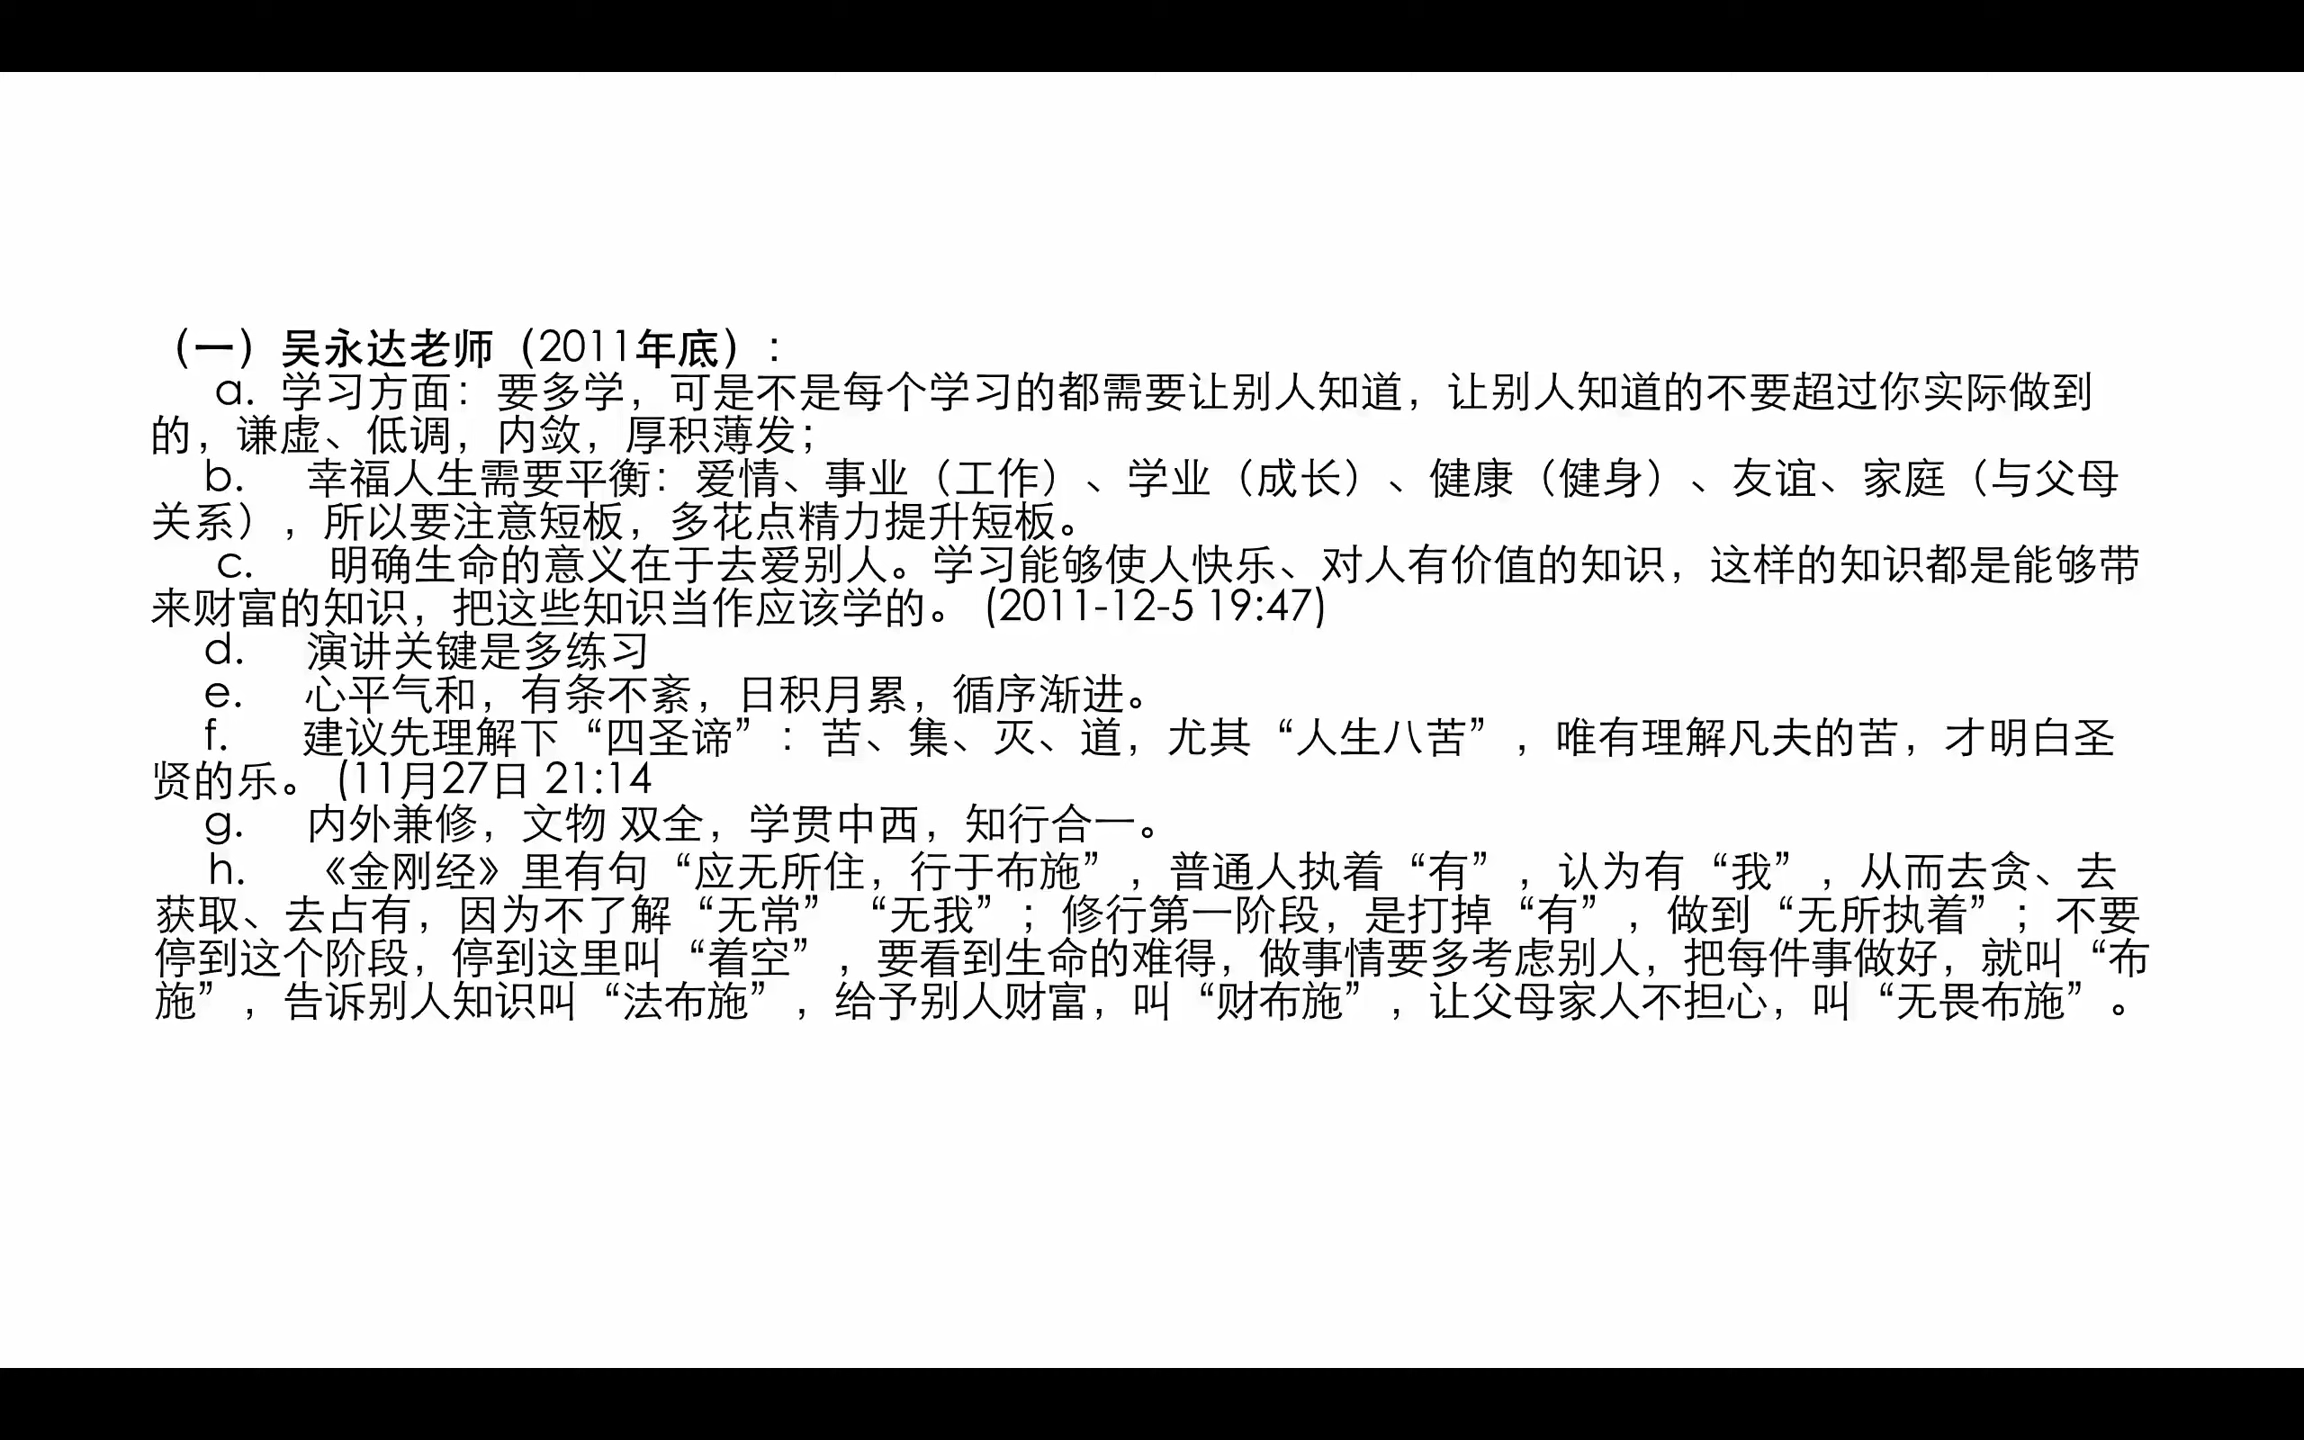 （一）吴永达老师（2011年底）：
a. 学习方面：要多学，可是不是每个学习的都需要让别人知道，让别人知道的不要超过你实际做到
的，谦虚、低调，内敛，厚积薄发；
b. 幸福人生需要平衡：爱情、事业（工作）、学业（成长）、健康（健身）、友谊、家庭（与父母
关系），所以要注意短板，多花点精力提升短板。
c. 明确生命的意义在于去爱别人。学习能够使人快乐、对人有价值的知识，这样的知识都是能够带
来财富的知识，把这些知识当作应该学的。 (2011-12-5 19:47)
d. 演讲关键是多练习
e. 心平气和，有条不紊，日积月累，循序渐进。
f. 建议先理解下“四圣谛”：苦、集、灭、道，尤其“人生八苦”，唯有理解凡夫的苦，才明白圣
贤的乐。 (11月27日 21:14
g. 内外兼修，文物 双全，学贯中西，知行合一。
h. 《金刚经》里有句“应无所住，行于布施”，普通人执着“有”，认为有“我”，从而去贪、去
获取、去占有，因为不了解“无常”“无我”；修行第一阶段，是打掉“有”，做到“无所执着”；不要
停到这个阶段，停到这里叫“着空”，要看到生命的难得，做事情要多考虑别人，把每件事做好，就叫“布
施”，告诉别人知识叫“法布施”，给予别人财富，叫“财布施”，让父母家人不担心，叫“无畏布施”。